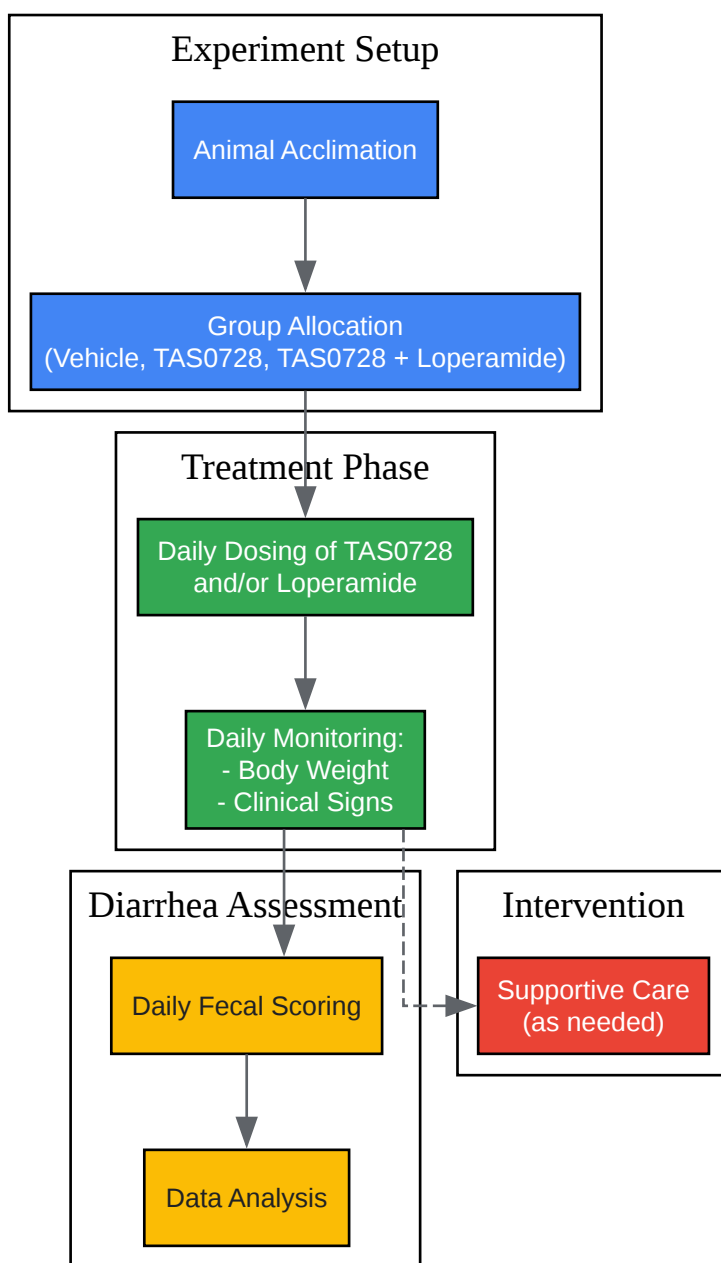 Experiment Setup
Animal Acclimation
Group Allocation
(Vehicle, TAS0728, TAS0728 + Loperamide)
Treatment Phase
Daily Dosing of TAS0728
and/or Loperamide
Daily Monitoring:
- Body Weight
- Clinical Signs
Diarrhea Assessment
Daily Fecal Scoring
Data Analysis
Intervention
Supportive Care
(as needed)